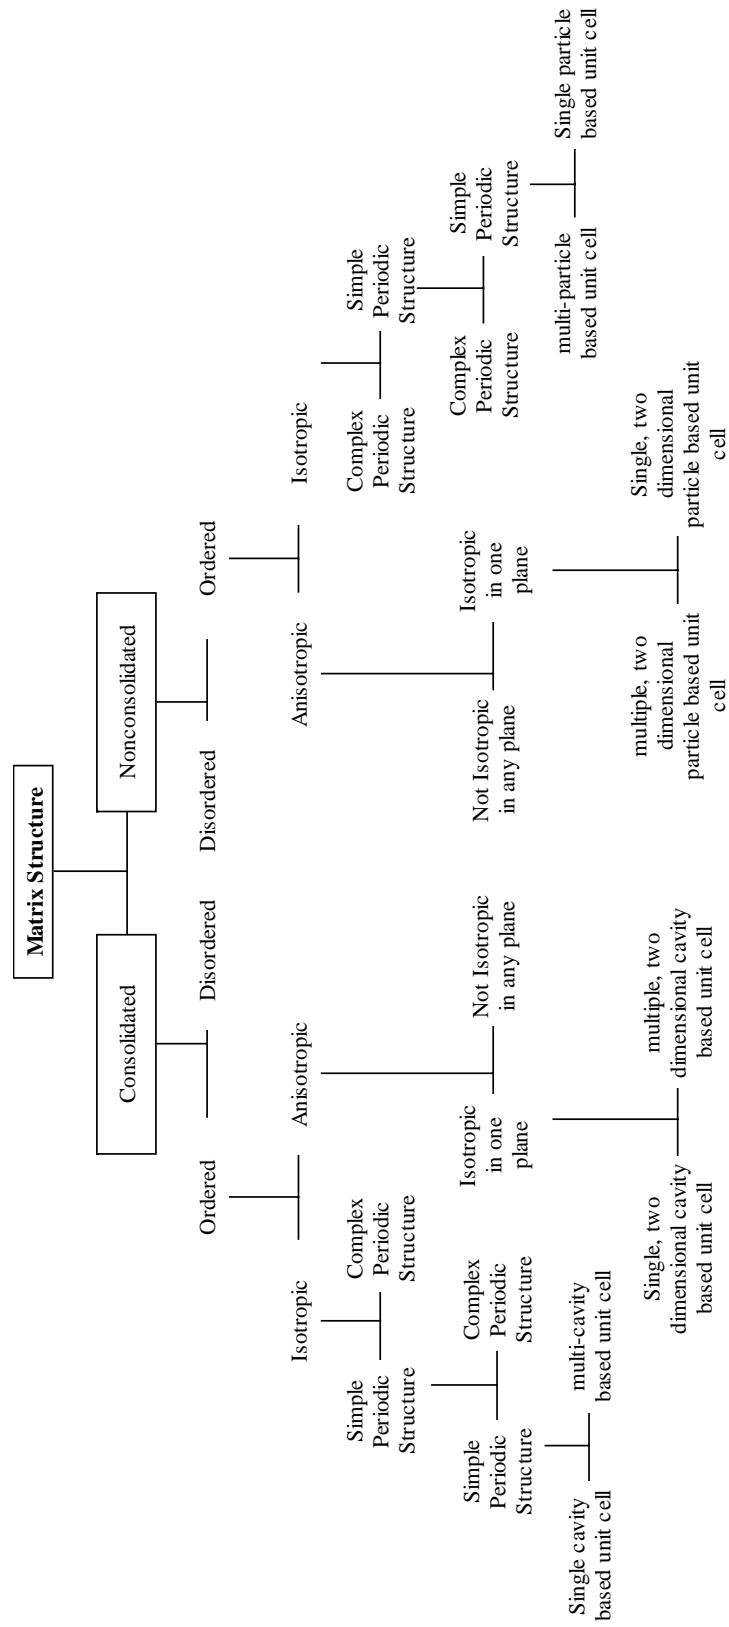 Matrix Structure
Consolidated
Nonconsolidated
Ordered
Disordered
Disordered
Ordered
Isotropic
Anisotropic
Anisotropic
Isotropic
Simple
Periodic
Structure
Complex
Periodic
Structure
Complex
Periodic
Structure
Simple
Periodic
Structure
Simple
Periodic
Structure
Complex
Periodic
Structure
Isotropic
in one
plane
Not Isotropic
in any plane
Not Isotropic
in any plane
Isotropic
in one
plane
Complex
Periodic
Structure
Simple
Periodic
Structure
Single cavity
based unit cell
multi-cavity
based unit cell
multi-particle
based unit cell
Single particle
based unit cell
Single, two
dimensional cavity
based unit cell
multiple, two
dimensional cavity
based unit cell
multiple, two
dimensional
particle based unit
cell
Single, two
dimensional
particle based unit
cell